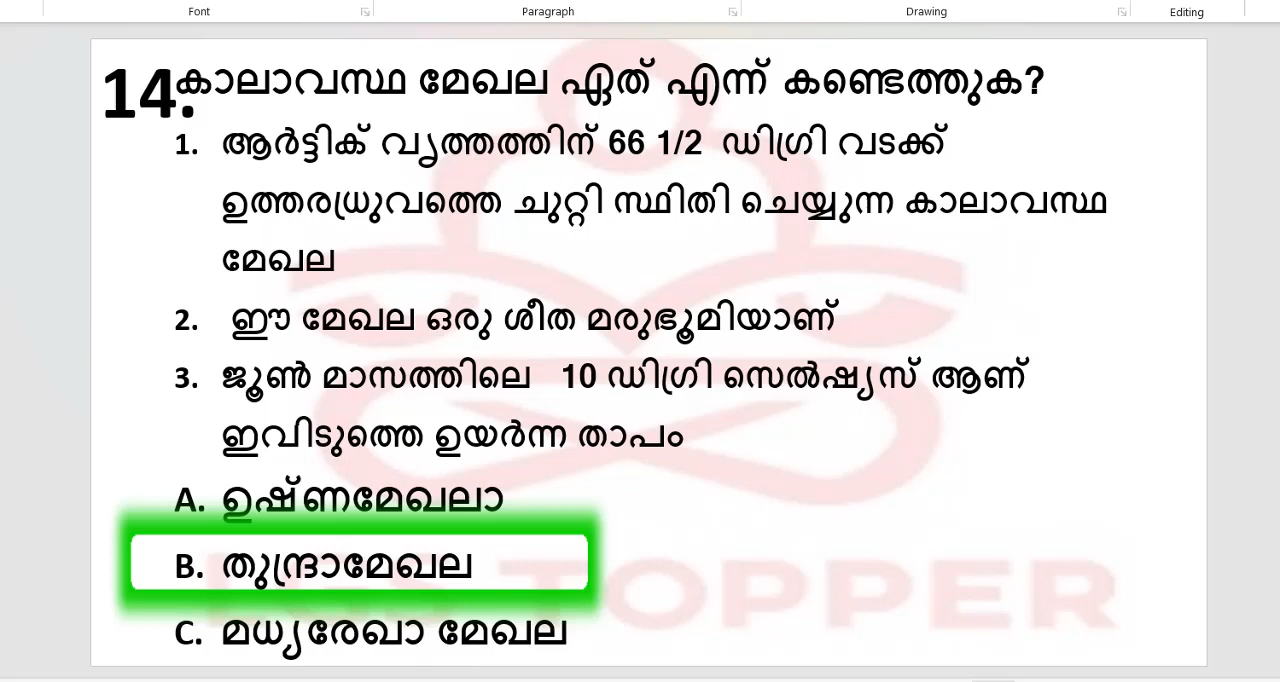 Font Paragraph Drawing Editing
14.കാലാവസ്ഥ മേഖല ഏത് എന്ന് കണ്ടെത്തുക?
1. ആർട്ടിക് വൃത്തത്തിന് 66 1/2 ഡിഗ്രി വടക്ക്
ഉത്തരധ്രുവത്തെ ചുറ്റി സ്ഥിതി ചെയ്യുന്ന കാലാവസ്ഥ
മേഖല
2. ഈ മേഖല ഒരു ശീത മരുഭൂമിയാണ്
3. ജൂൺ മാസത്തിലെ 10 ഡിഗ്രി സെൽഷ്യസ് ആണ്
ഇവിടുത്തെ ഉയർന്ന താപം
A. ഉഷ്ണമേഖലാ
B. തുന്ദ്രാമേഖല
TOPPER
C. മധ്യരേഖാ മേഖല